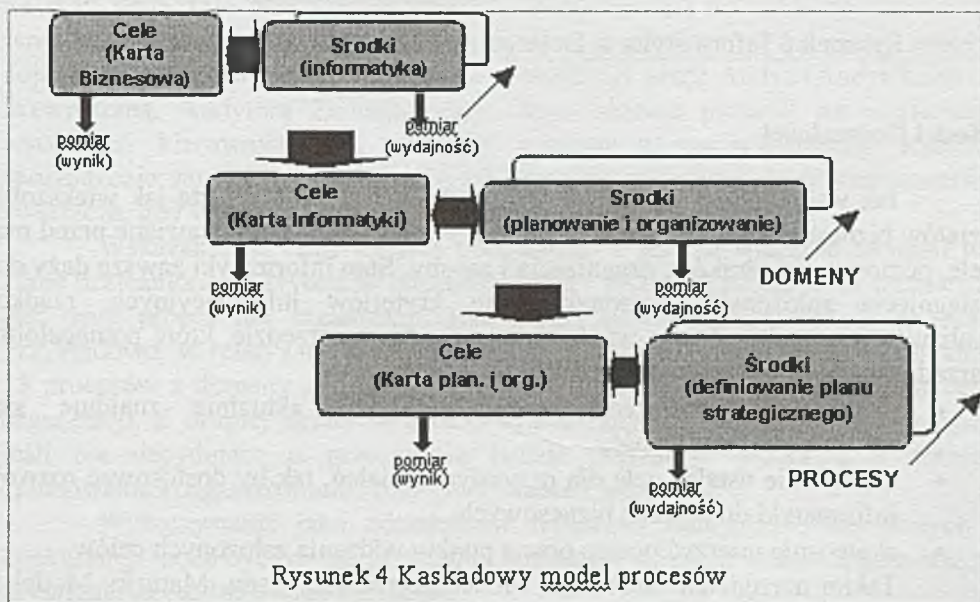 Cele
(Karta
Biznesowa)
Srodki
(informatyka)
pomiar
(wynik)
pomiar
(wydajność)
Cele
(Karta Informatyki)
Srodki
(planowanie i organizowanie)
pomiar
(wynik)
pomiar
(wydajność)
DOMENY
Cele
(Karta plan. i org.)
Środki
(definiowanie planu
strategicznego)
pomiar
(wynik)
pomiar
(wydajność)
PROCESY
Rysunek 4 Kaskadowy model procesów